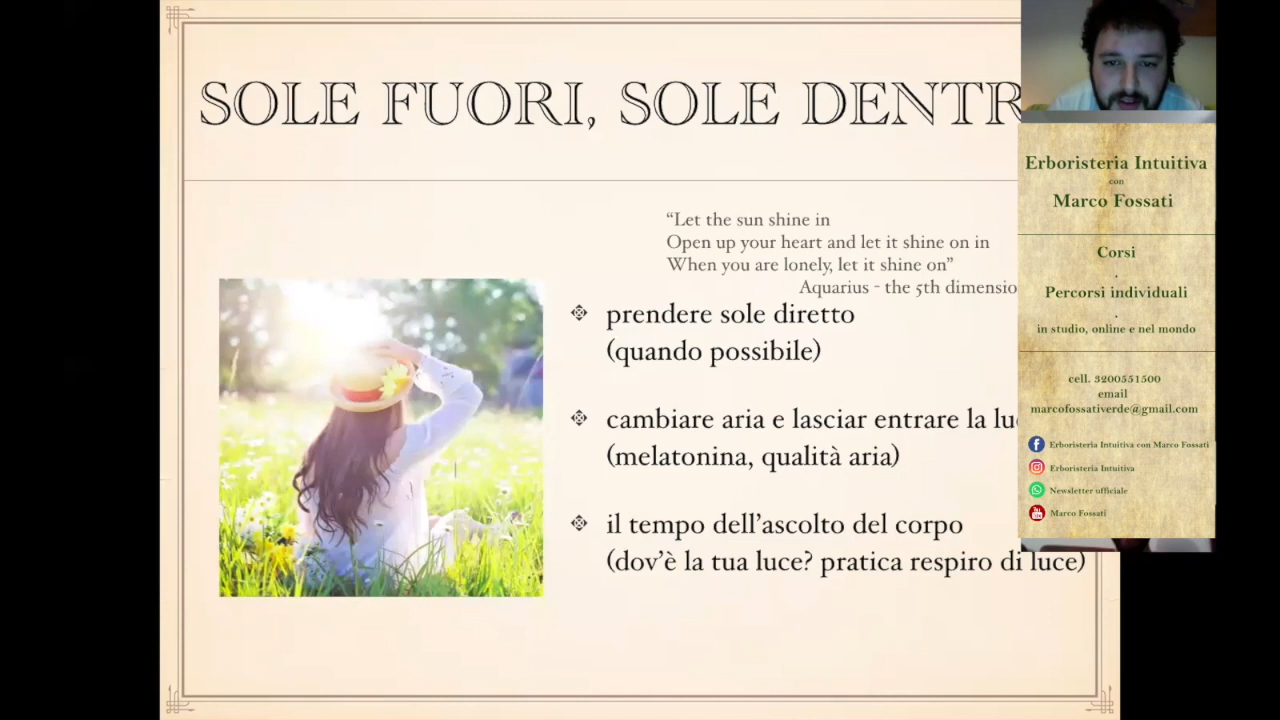 SOLE FUORI, SOLE DENTR
“Let the sun shine in
Open up your heart and let it shine on in
When you are lonely, let it shine on”
Aquarius - the 5th dimensio
prendere sole diretto
(quando possibile)
cambiare aria e lasciar entrare la lu
(melatonina, qualità aria)
il tempo dell’ascolto del corpo
(dov’è la tua luce? pratica respiro di luce)
Erboristeria Intuitiva
con
Marco Fossati
Corsi
.
Percorsi individuali
.
in studio, online e nel mondo
cell. 3200551500
email
marcofossativerde@gmail.com
Erboristeria Intuitiva con Marco Fossati
Erboristeria Intuitiva
Newsletter officiale
Marco Fossati